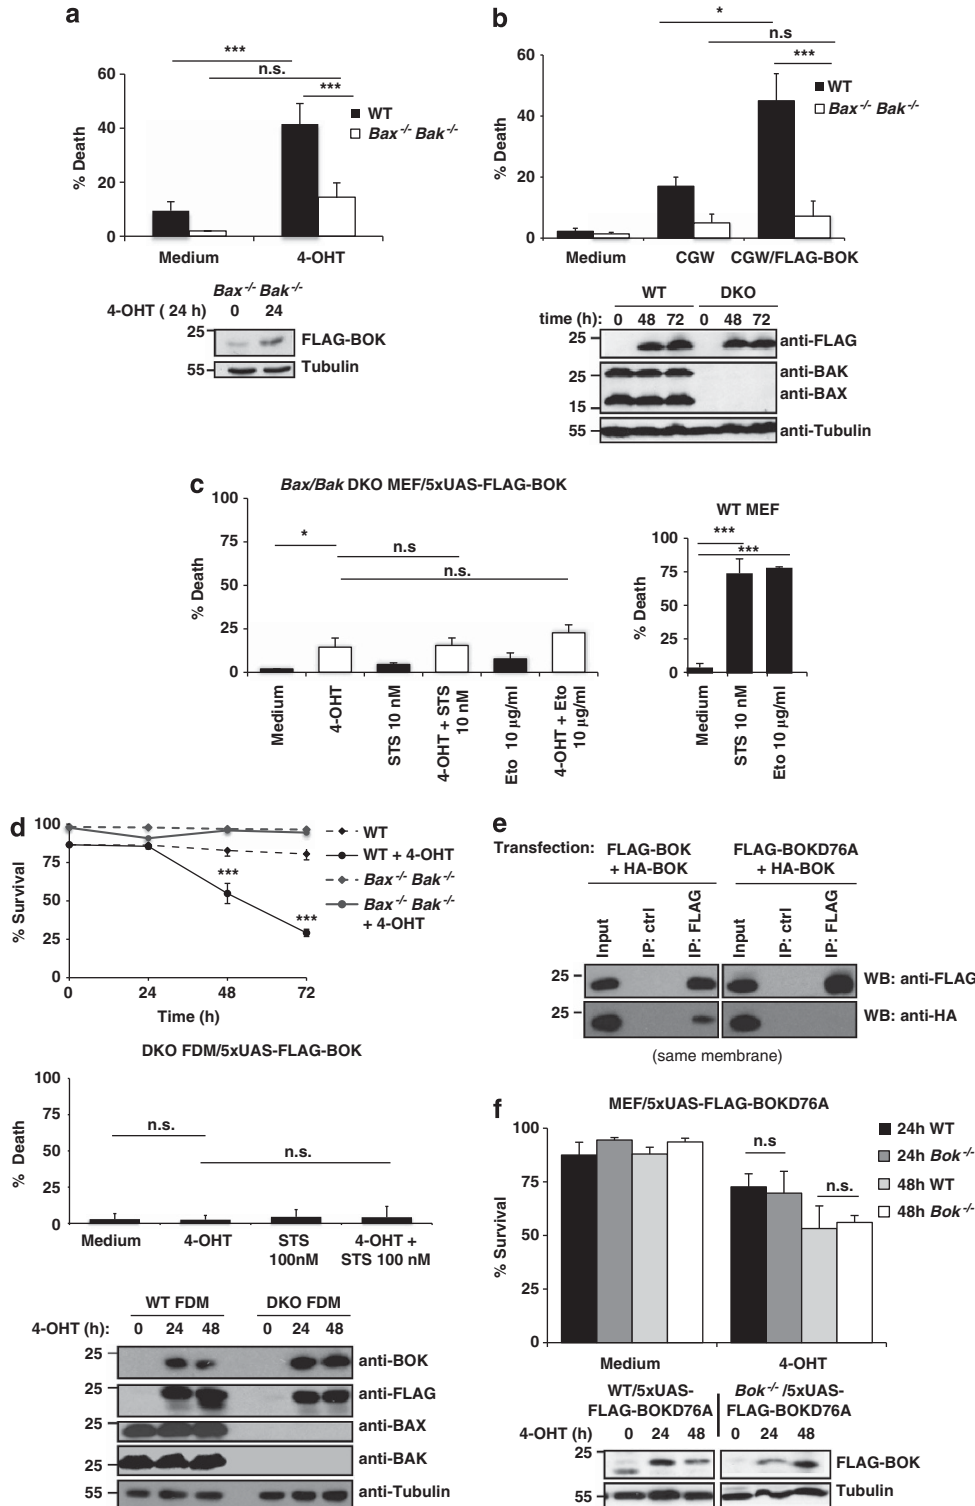 a
***
n.s.
***
60
40
20
0
% Death
WT
Bax-/- Bak-/-
Medium
4-OHT
Bax-/- Bak-/-
4-OHT ( 24 h)
0
24
25
FLAG-BOK
55
Tubulin
b
*
n.s
***
60
40
20
0
% Death
WT
Bax-/- Bak-/-
Medium
CGW
CGW/FLAG-BOK
WT
DKO
time (h):
0 48 72 0 48 72
25
anti-FLAG
25
anti-BAK
anti-BAX
15
55
anti-Tubulin
c
Bax/Bak DKO MEF/5xUAS-FLAG-BOK
100
75
50
25
0
% Death
*
n.s
n.s.
Medium
4-OHT
STS 10 nM
4-OHT + STS
10 nM
Eto 10 µg/ml
4-OHT + Eto
10 µg/ml
WT MEF
***
***
100
75
50
25
0
% Death
Medium
STS 10 nM
Eto 10 µg/ml
d
100
75
50
25
0
% Survival
***
***
0
24
48
72
Time (h)
WT
WT + 4-OHT
Bax-/- Bak-/-
Bax-/- Bak-/-
+ 4-OHT
DKO FDM/5xUAS-FLAG-BOK
100
75
50
25
0
% Death
n.s.
n.s.
Medium
4-OHT
STS
100nM
4-OHT +
STS 100 nM
WT FDM
DKO FDM
4-OHT (h):
0 24 48 0 24 48
25
anti-BOK
25
anti-FLAG
25
anti-BAX
25
anti-BAK
55
anti-Tubulin
e
Transfection:
FLAG-BOK
+ HA-BOK
FLAG-BOKD76A
+ HA-BOK
Input
IP: ctrl
IP: FLAG
Input
IP: ctrl
IP: FLAG
25
WB: anti-FLAG
25
WB: anti-HA
(same membrane)
f
MEF/5xUAS-FLAG-BOKD76A
100
75
50
25
0
% Survival
n.s
n.s.
24h WT
24h Bok-/-
48h WT
48h Bok-/-
Medium
4-OHT
WT/5xUAS-
FLAG-BOKD76A
Bok-/-/5xUAS-
FLAG-BOKD76A
4-OHT (h)
0 24 48 0 24 48
25
FLAG-BOK
55
Tubulin